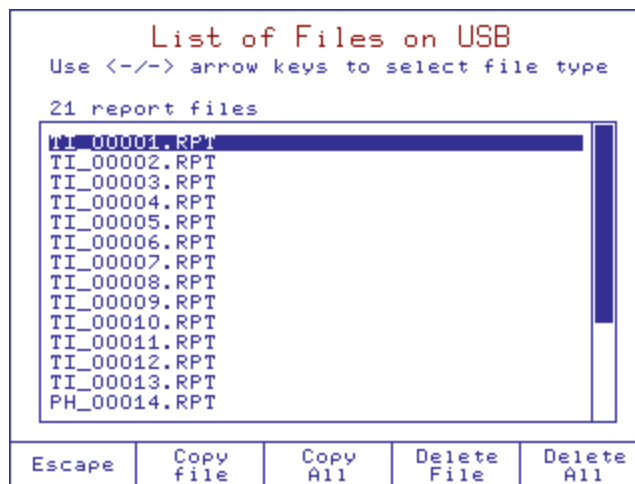 List of Files on USB
Use <-/-> arrow keys to select file type
21 report files
TI_00001.RPT
TI_00002.RPT
TI_00003.RPT
TI_00004.RPT
TI_00005.RPT
TI_00006.RPT
TI_00007.RPT
TI_00008.RPT
TI_00009.RPT
TI_00010.RPT
TI_00011.RPT
TI_00012.RPT
TI_00013.RPT
PH_00014.RPT
Escape
Copy
file
Copy
All
Delete
File
Delete
All